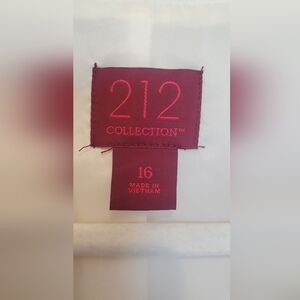 212
COLLECTION™
16
MADE IN
VIETNAM